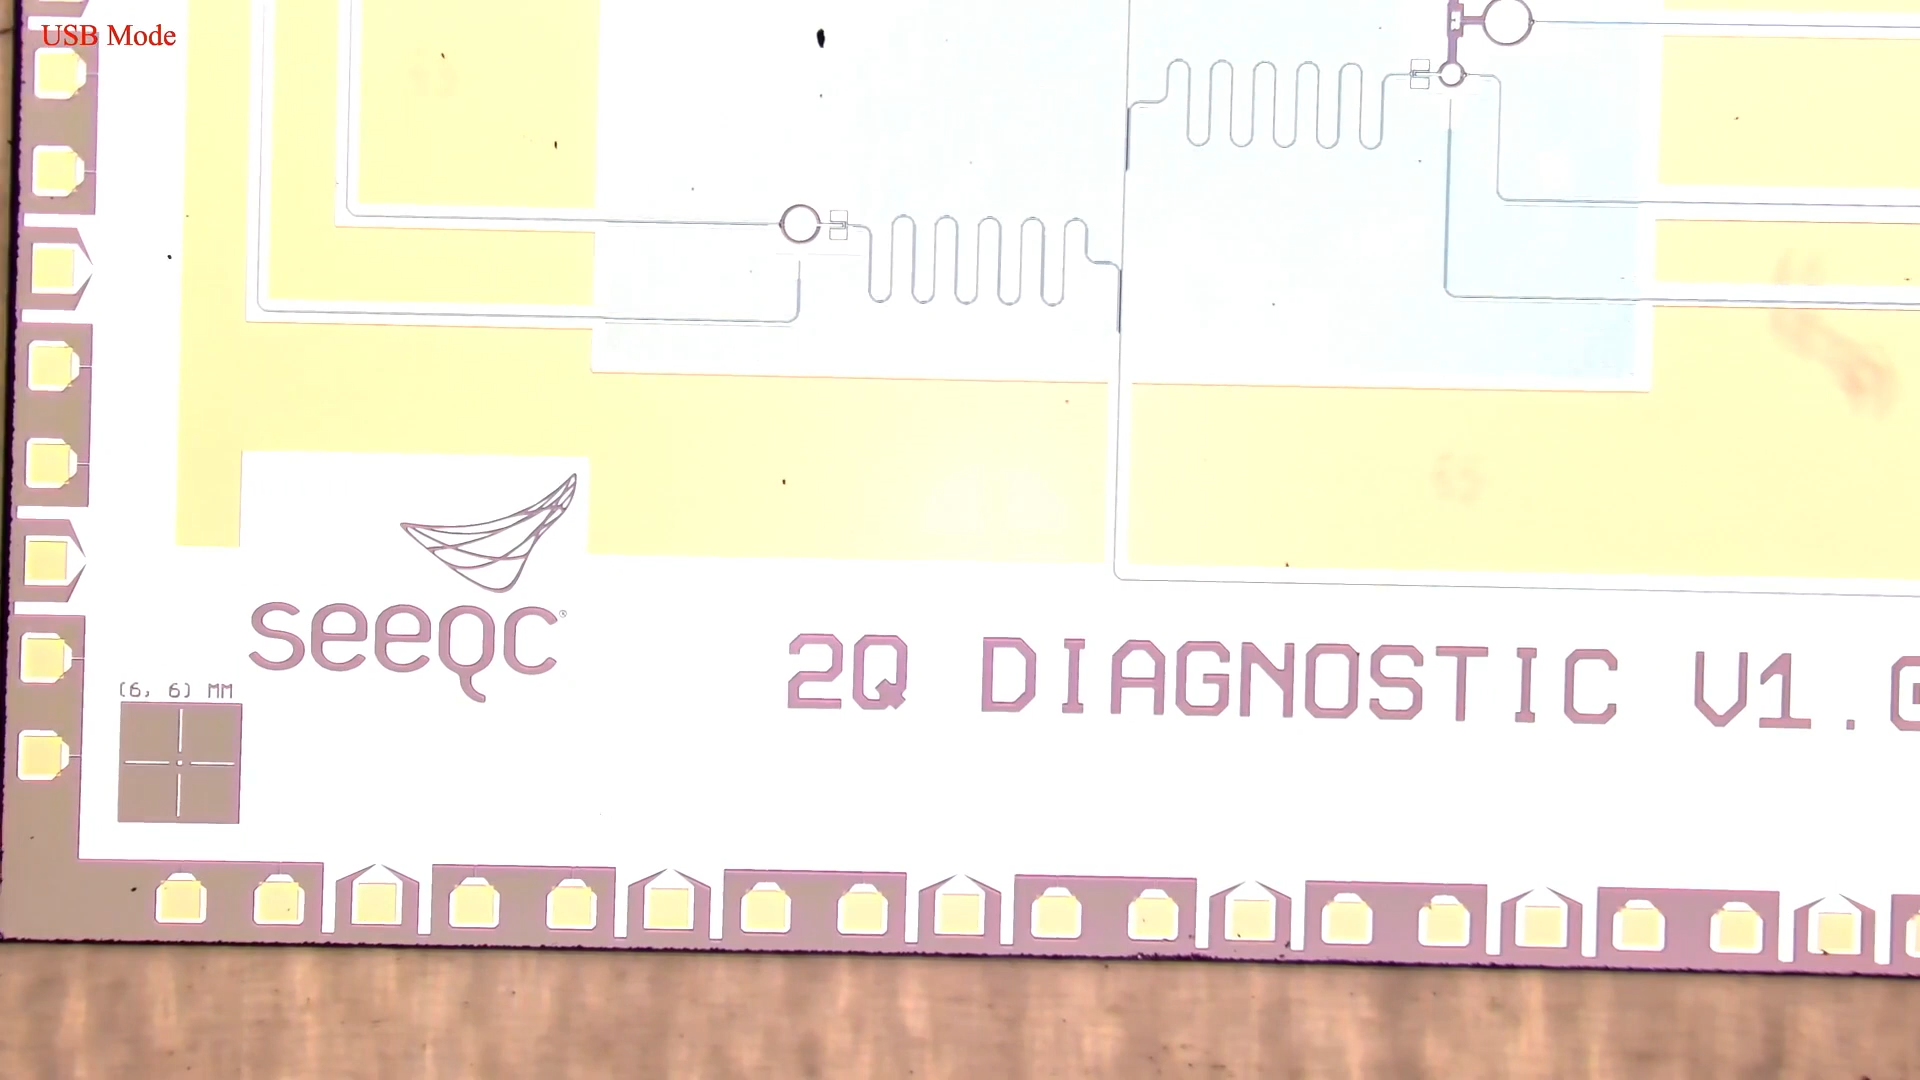 USB Mode
seeQC®
2Q DIAGNOSTIC V1.
(6, 6) MM